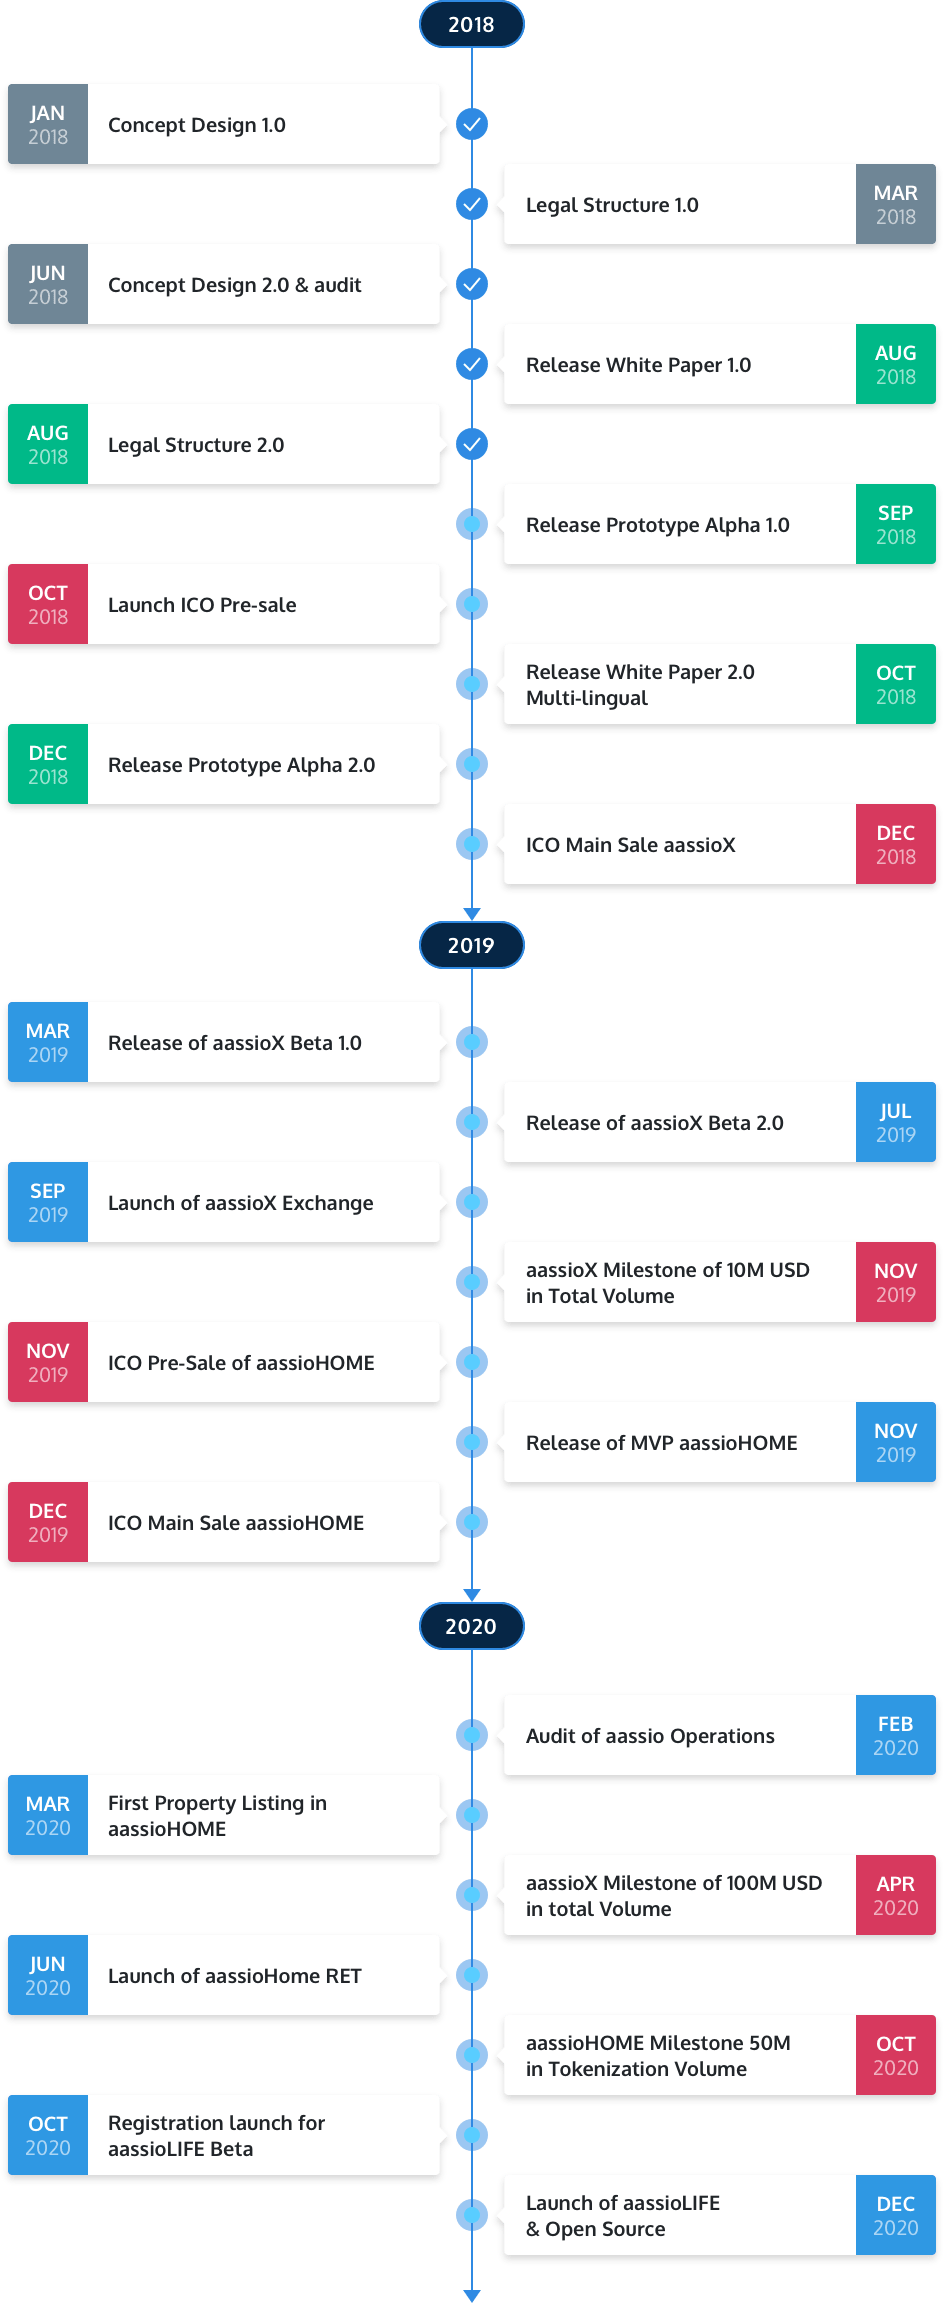 2018
JAN
2018
Concept Design 1.0
Legal Structure 1.0
MAR
2018
JUN
2018
Concept Design 2.0 & audit
Release White Paper 1.0
AUG
2018
AUG
2018
Legal Structure 2.0
Release Prototype Alpha 1.0
SEP
2018
OCT
2018
Launch ICO Pre-sale
Release White Paper 2.0
Multi-lingual
OCT
2018
DEC
2018
Release Prototype Alpha 2.0
ICO Main Sale aassioX
DEC
2018
2019
MAR
2019
Release of aassioX Beta 1.0
Release of aassioX Beta 2.0
JUL
2019
SEP
2019
Launch of aassioX Exchange
aassioX Milestone of 10M USD
in Total Volume
NOV
2019
NOV
2019
ICO Pre-Sale of aassioHOME
Release of MVP aassioHOME
NOV
2019
DEC
2019
ICO Main Sale aassioHOME
2020
Audit of aassio Operations
FEB
2020
MAR
2020
First Property Listing in
aassioHOME
aassioX Milestone of 100M USD
in total Volume
APR
2020
JUN
2020
Launch of aassioHome RET
aassioHOME Milestone 50M
in Tokenization Volume
OCT
2020
OCT
2020
Registration launch for
aassioLIFE Beta
Launch of aassioLIFE
& Open Source
DEC
2020